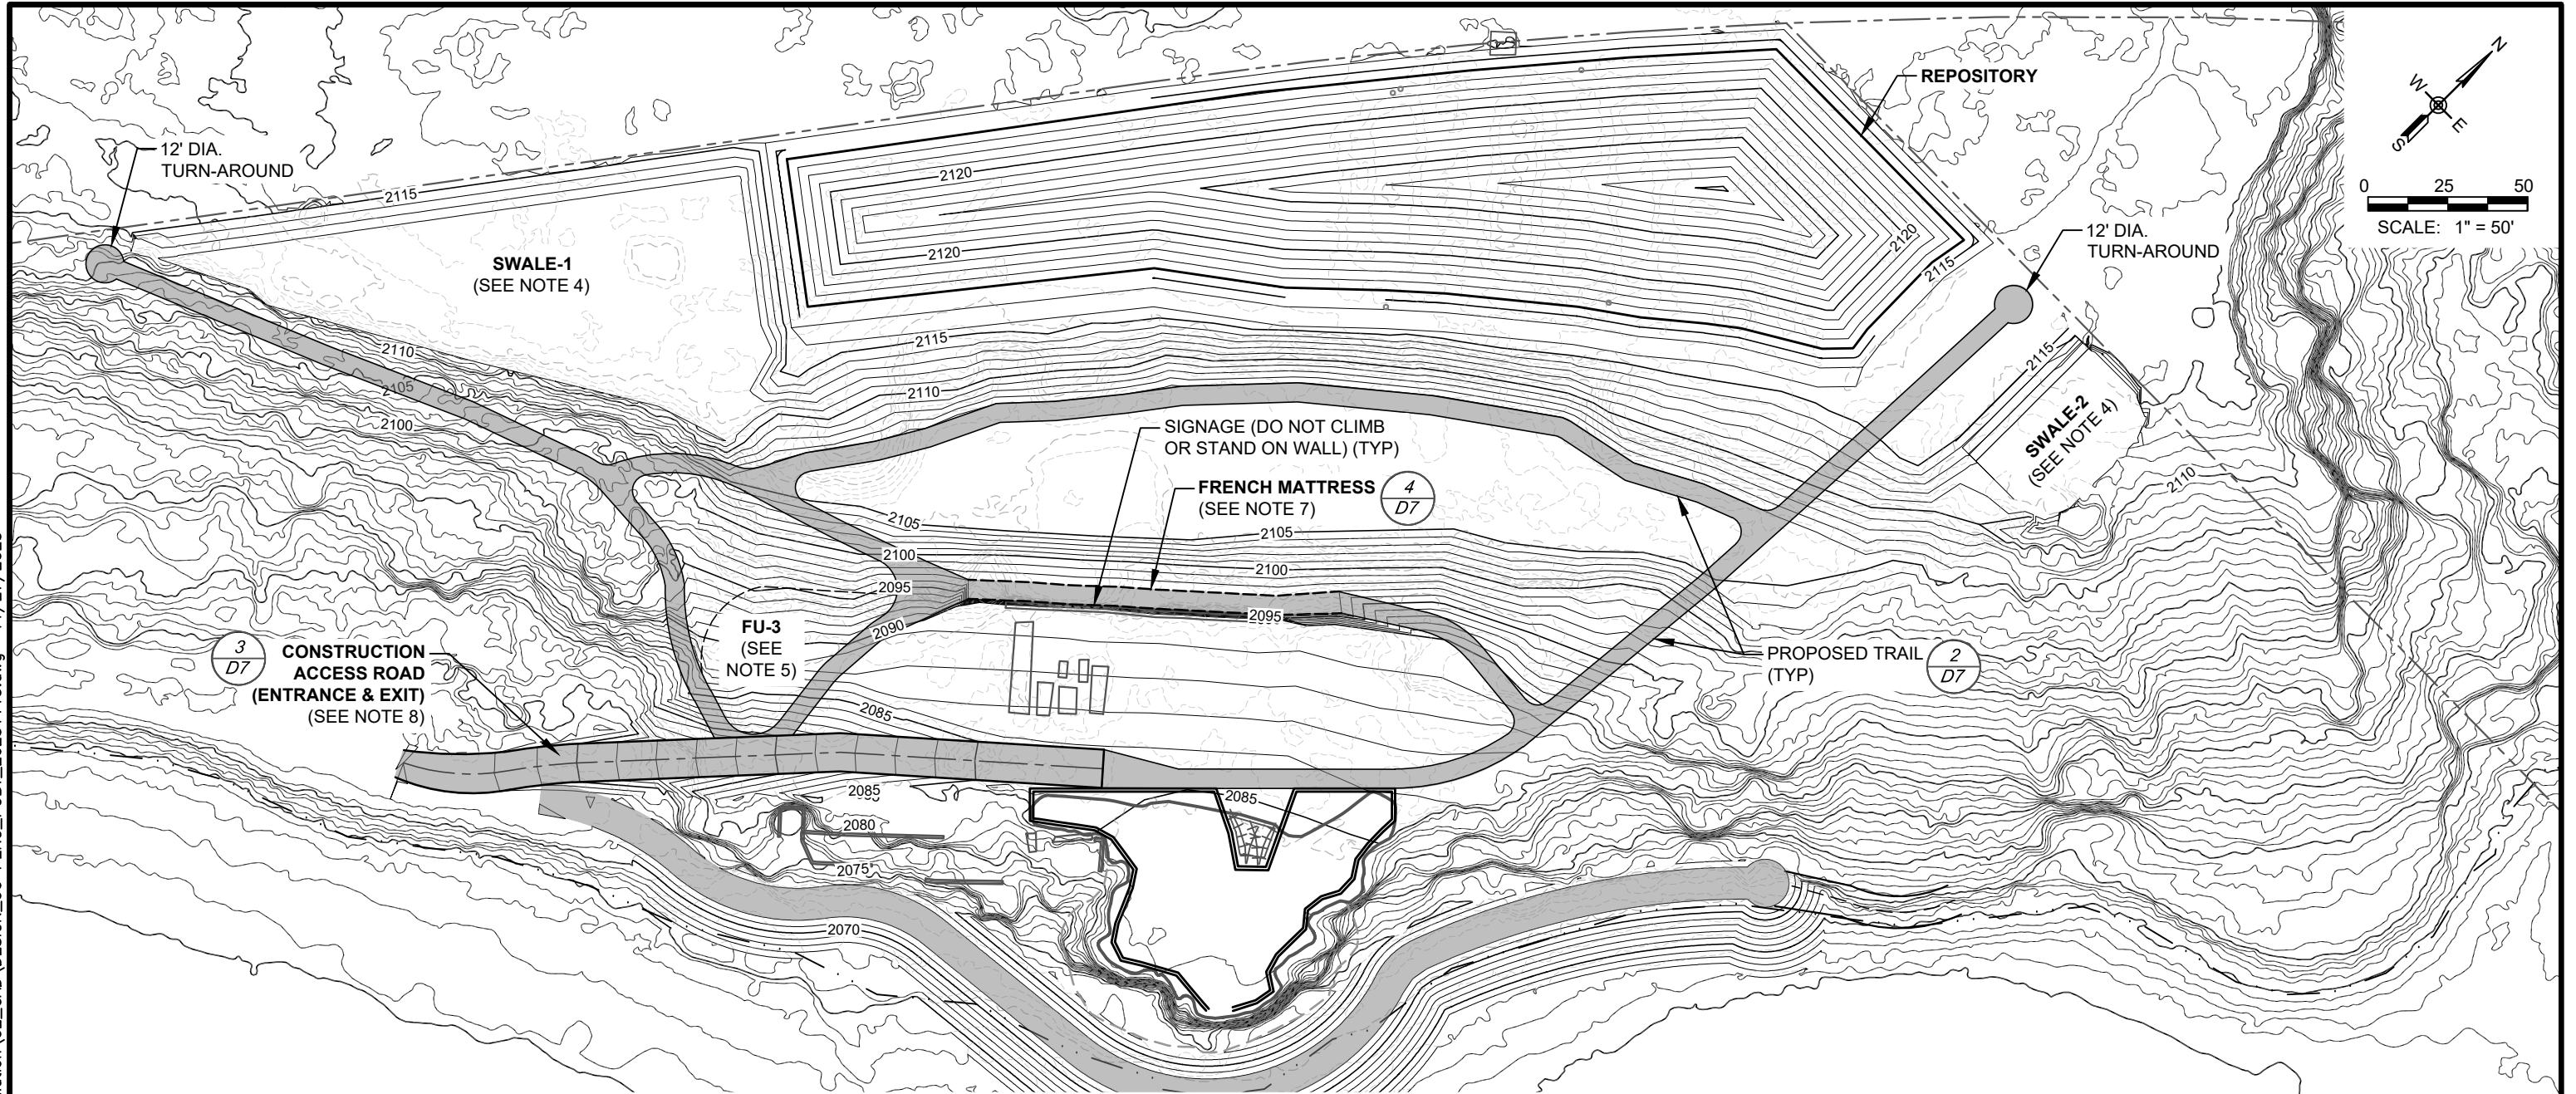 REPOSITORY
N
W
E
S
0 25 50
SCALE: 1" = 50'
12' DIA.
TURN-AROUND
2115
2120
2120
2120
2115
12' DIA.
TURN-AROUND
SWALE-1
(SEE NOTE 4)
2110
2105
2100
2115
2110
2115
SWALE-2
(SEE NOTE 4)
2110
SIGNAGE (DO NOT CLIMB
OR STAND ON WALL) (TYP)
FRENCH MATTRESS
(SEE NOTE 7)
4
D7
2105
2105
2100
2100
2095
2095
2090
FU-3
(SEE
NOTE 5)
3
D7
CONSTRUCTION
ACCESS ROAD
(ENTRANCE & EXIT)
(SEE NOTE 8)
PROPOSED TRAIL
(TYP)
2
D7
2085
2085
2085
2080
2075
2070